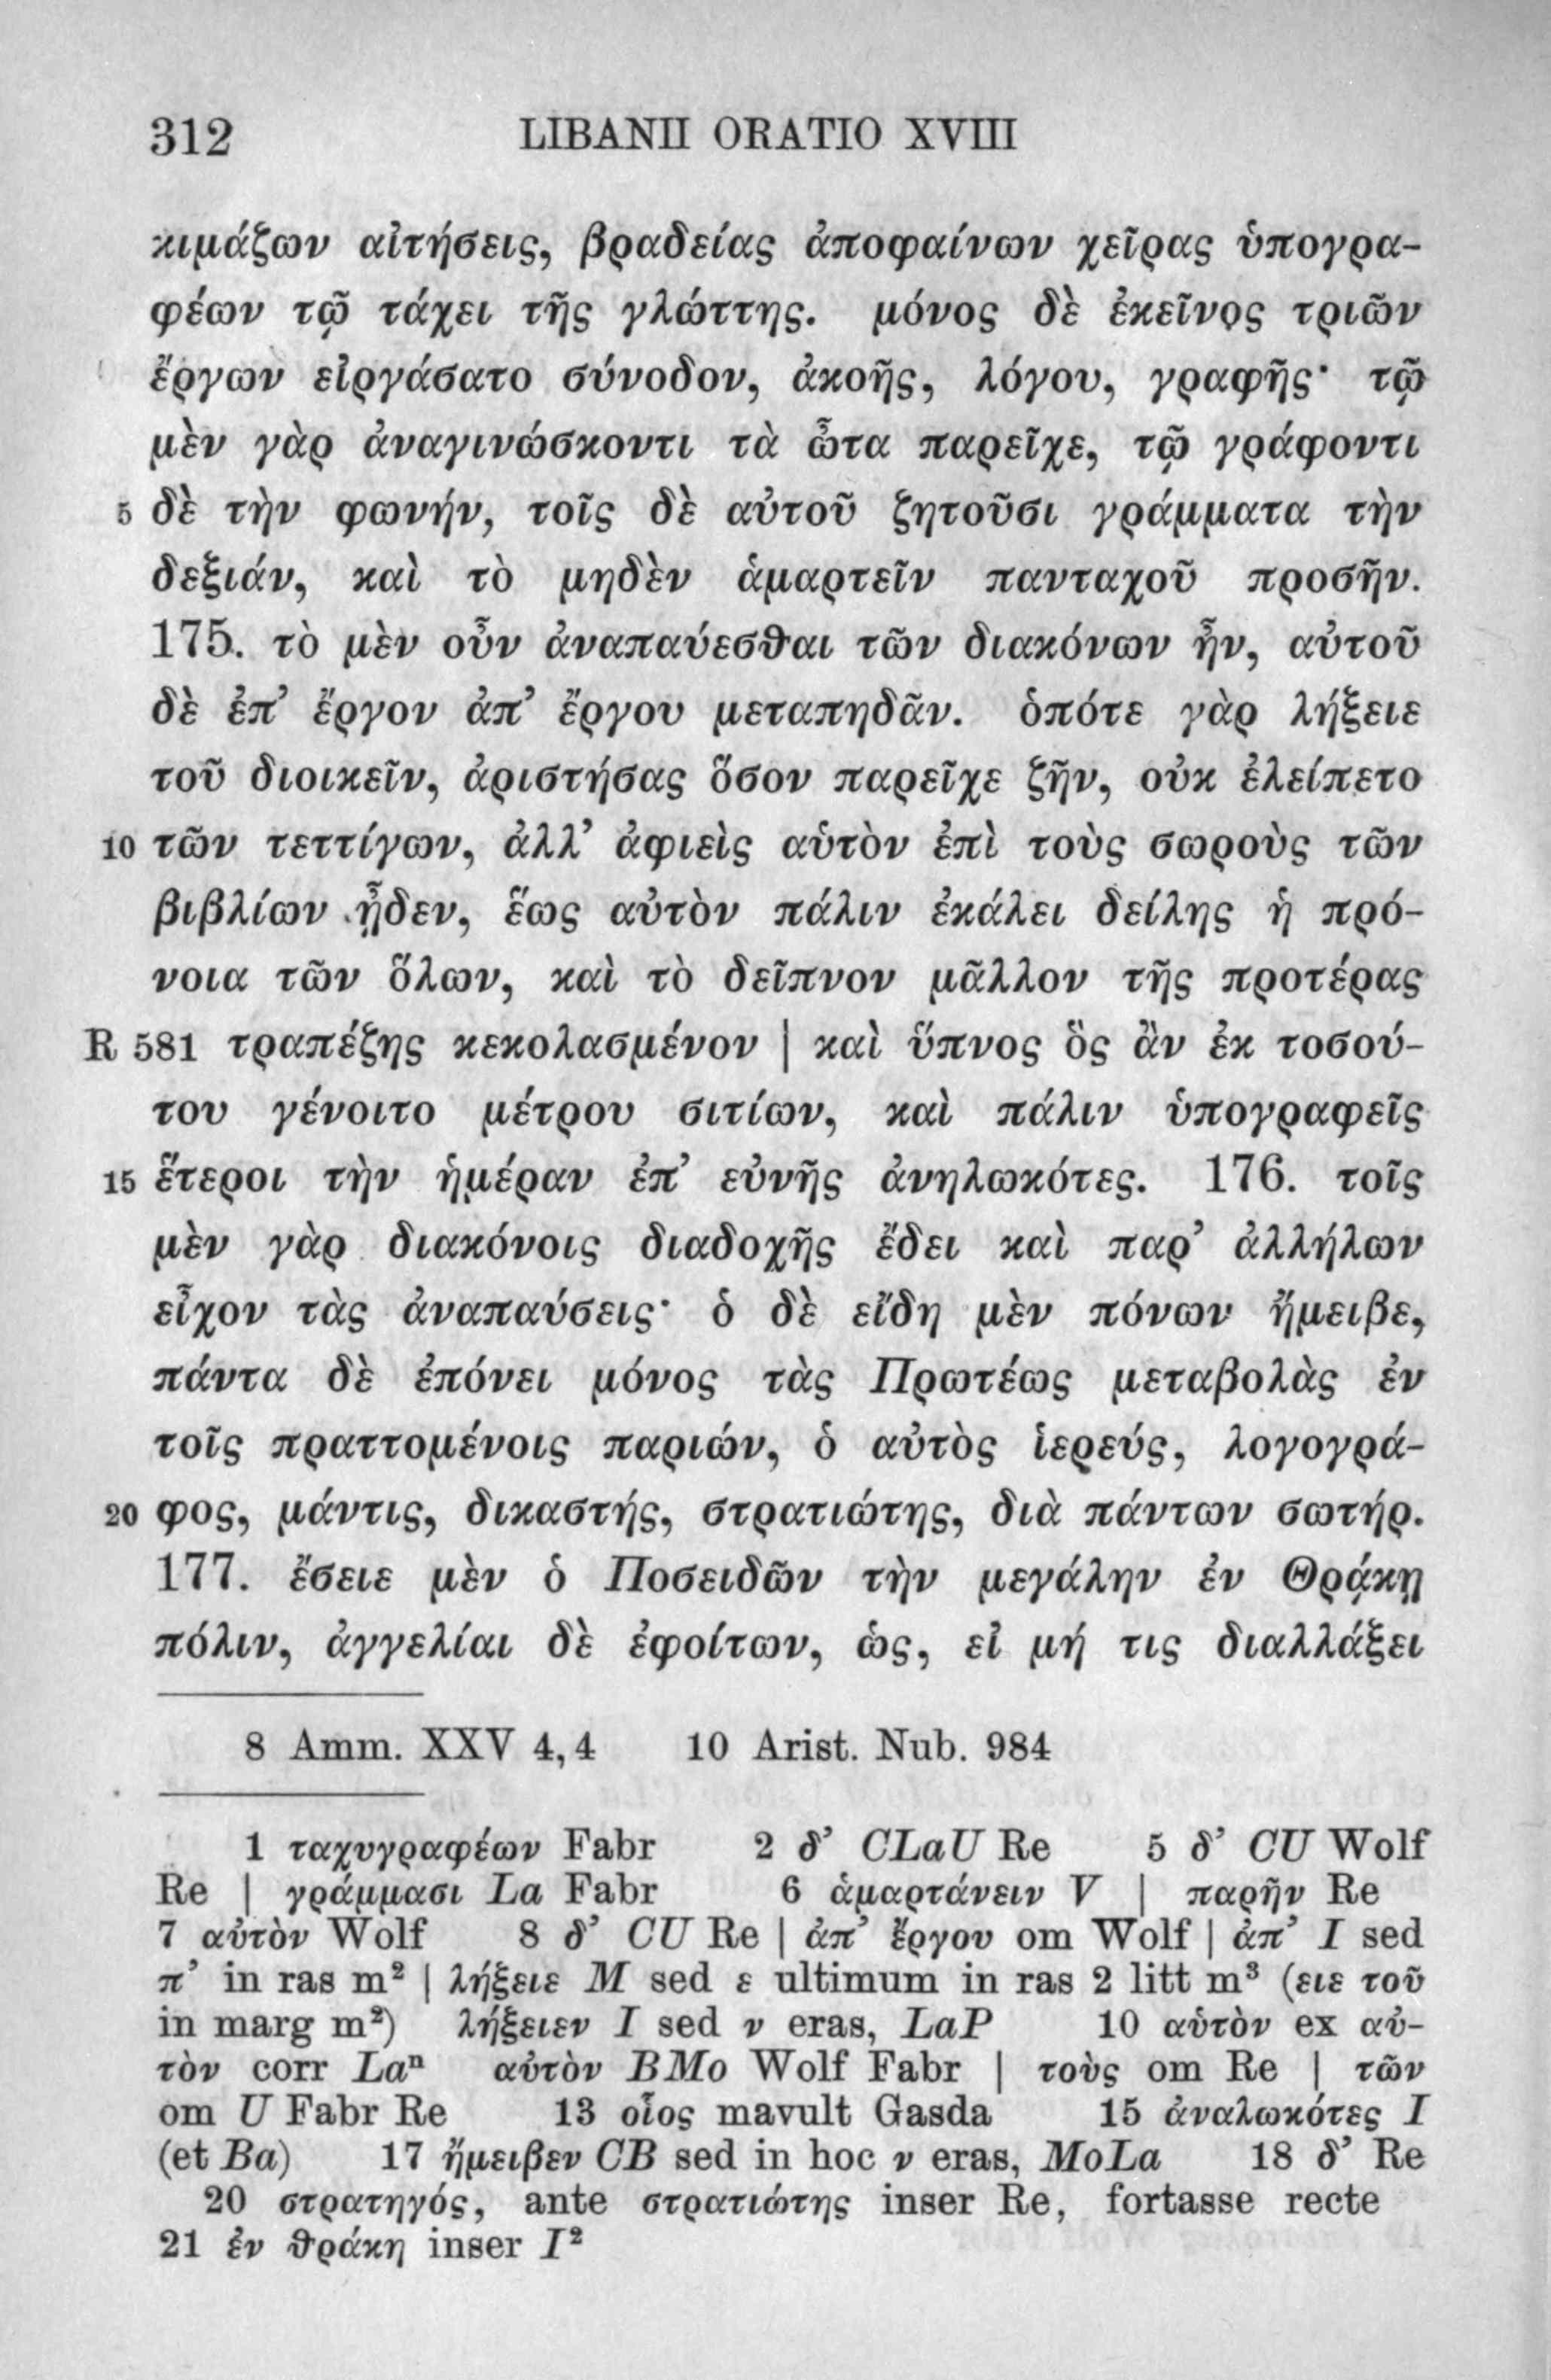 312 LIBANII ORATIO XVIII
κιμάζων αἰτήσεις, βραδείας ἀποφαίνων χεῖρας ὑπογρα-
φέων τῷ τάχει τῆς γλώττης. μόνος δὲ ἐκεῖνος τριῶν
ἔργων εἰργάσατο σύνοδον, ἀκοῆς, λόγου, γραφῆς· τῷ
μὲν γὰρ ἀναγινώσκοντι τὰ ὦτα παρεῖχε, τῷ γράφοντι
5 δὲ τὴν φωνήν, τοῖς δὲ αὐτοῦ ζητοῦσι γράμματα τὴν
δεξιάν, καὶ τὸ μηδὲν ἁμαρτεῖν πανταχοῦ προσῆν.
175. τὸ μὲν οὖν ἀναπαύεσθαι τῶν διακόνων ἦν, αὐτοῦ
δὲ ἐπ’ ἔργον ἀπ’ ἔργου μεταπηδᾶν. ὁπότε γὰρ λήξειε
τοῦ διοικεῖν, ἀριστήσας ὅσον παρεῖχε ζῆν, οὐκ ἐλείπετο
10 τῶν τεττίγων, ἀλλ’ ἀφιεὶς αὑτὸν ἐπὶ τοὺς σωροὺς τῶν
βιβλίων ᾖδεν, ἕως αὐτὸν πάλιν ἐκάλει δείλης ἡ πρό-
νοια τῶν ὅλων, καὶ τὸ δεῖπνον μᾶλλον τῆς προτέρας
R 581 τραπέζης κεκολασμένον | καὶ ὕπνος ὃς ἂν ἐκ τοσού-
του γένοιτο μέτρου σιτίων, καὶ πάλιν ὑπογραφεῖς
15 ἕτεροι τὴν ἡμέραν ἐπ’ εὐνῆς ἀνηλωκότες. 176. τοῖς
μὲν γὰρ διακόνοις διαδοχῆς ἔδει καὶ παρ’ ἀλλήλων
εἶχον τὰς ἀναπαύσεις· ὁ δὲ εἴδη μὲν πόνων ἤμειβε,
πάντα δὲ ἐπόνει μόνος τὰς Πρωτέως μεταβολὰς ἐν
τοῖς πραττομένοις παριών, ὁ αὐτὸς ἱερεύς, λογογρά-
20 φος, μάντις, δικαστής, στρατιώτης, διὰ πάντων σωτήρ.
177. ἔσειε μὲν ὁ Ποσειδῶν τὴν μεγάλην ἐν Θρᾴκῃ
πόλιν, ἀγγελίαι δὲ ἐφοίτων, ὡς, εἰ μή τις διαλλάξει
8 Amm. XXV 4,4 10 Arist. Nub. 984
1 ταχυγραφέων Fabr 2 δ’ CLaU Re 5 δ’ CU Wolf
Re | γράμμασι La Fabr 6 ἁμαρτάνειν V | παρῆν Re
7 αὐτὸν Wolf 8 δ’ CU Re | ἀπ’ ἔργου om Wolf | ἀπ’ I sed
π’ in ras m² | λήξειε M sed ε ultimum in ras 2 litt m³ (ειε τοῦ
in marg m²) λήξειεν I sed ν eras, LaP 10 αὑτὸν ex αὐ-
τὸν corr Laⁿ αὐτὸν BMo Wolf Fabr | τοὺς om Re | τῶν
om U Fabr Re 13 οἷος mavult Gasda 15 ἀναλωκότες I
(et Ba) 17 ἤμειβεν CB sed in hoc ν eras, MoLa 18 δ’ Re
20 στρατηγός, ante στρατιώτης inser Re, fortasse recte
21 ἐν θράκη inser I²